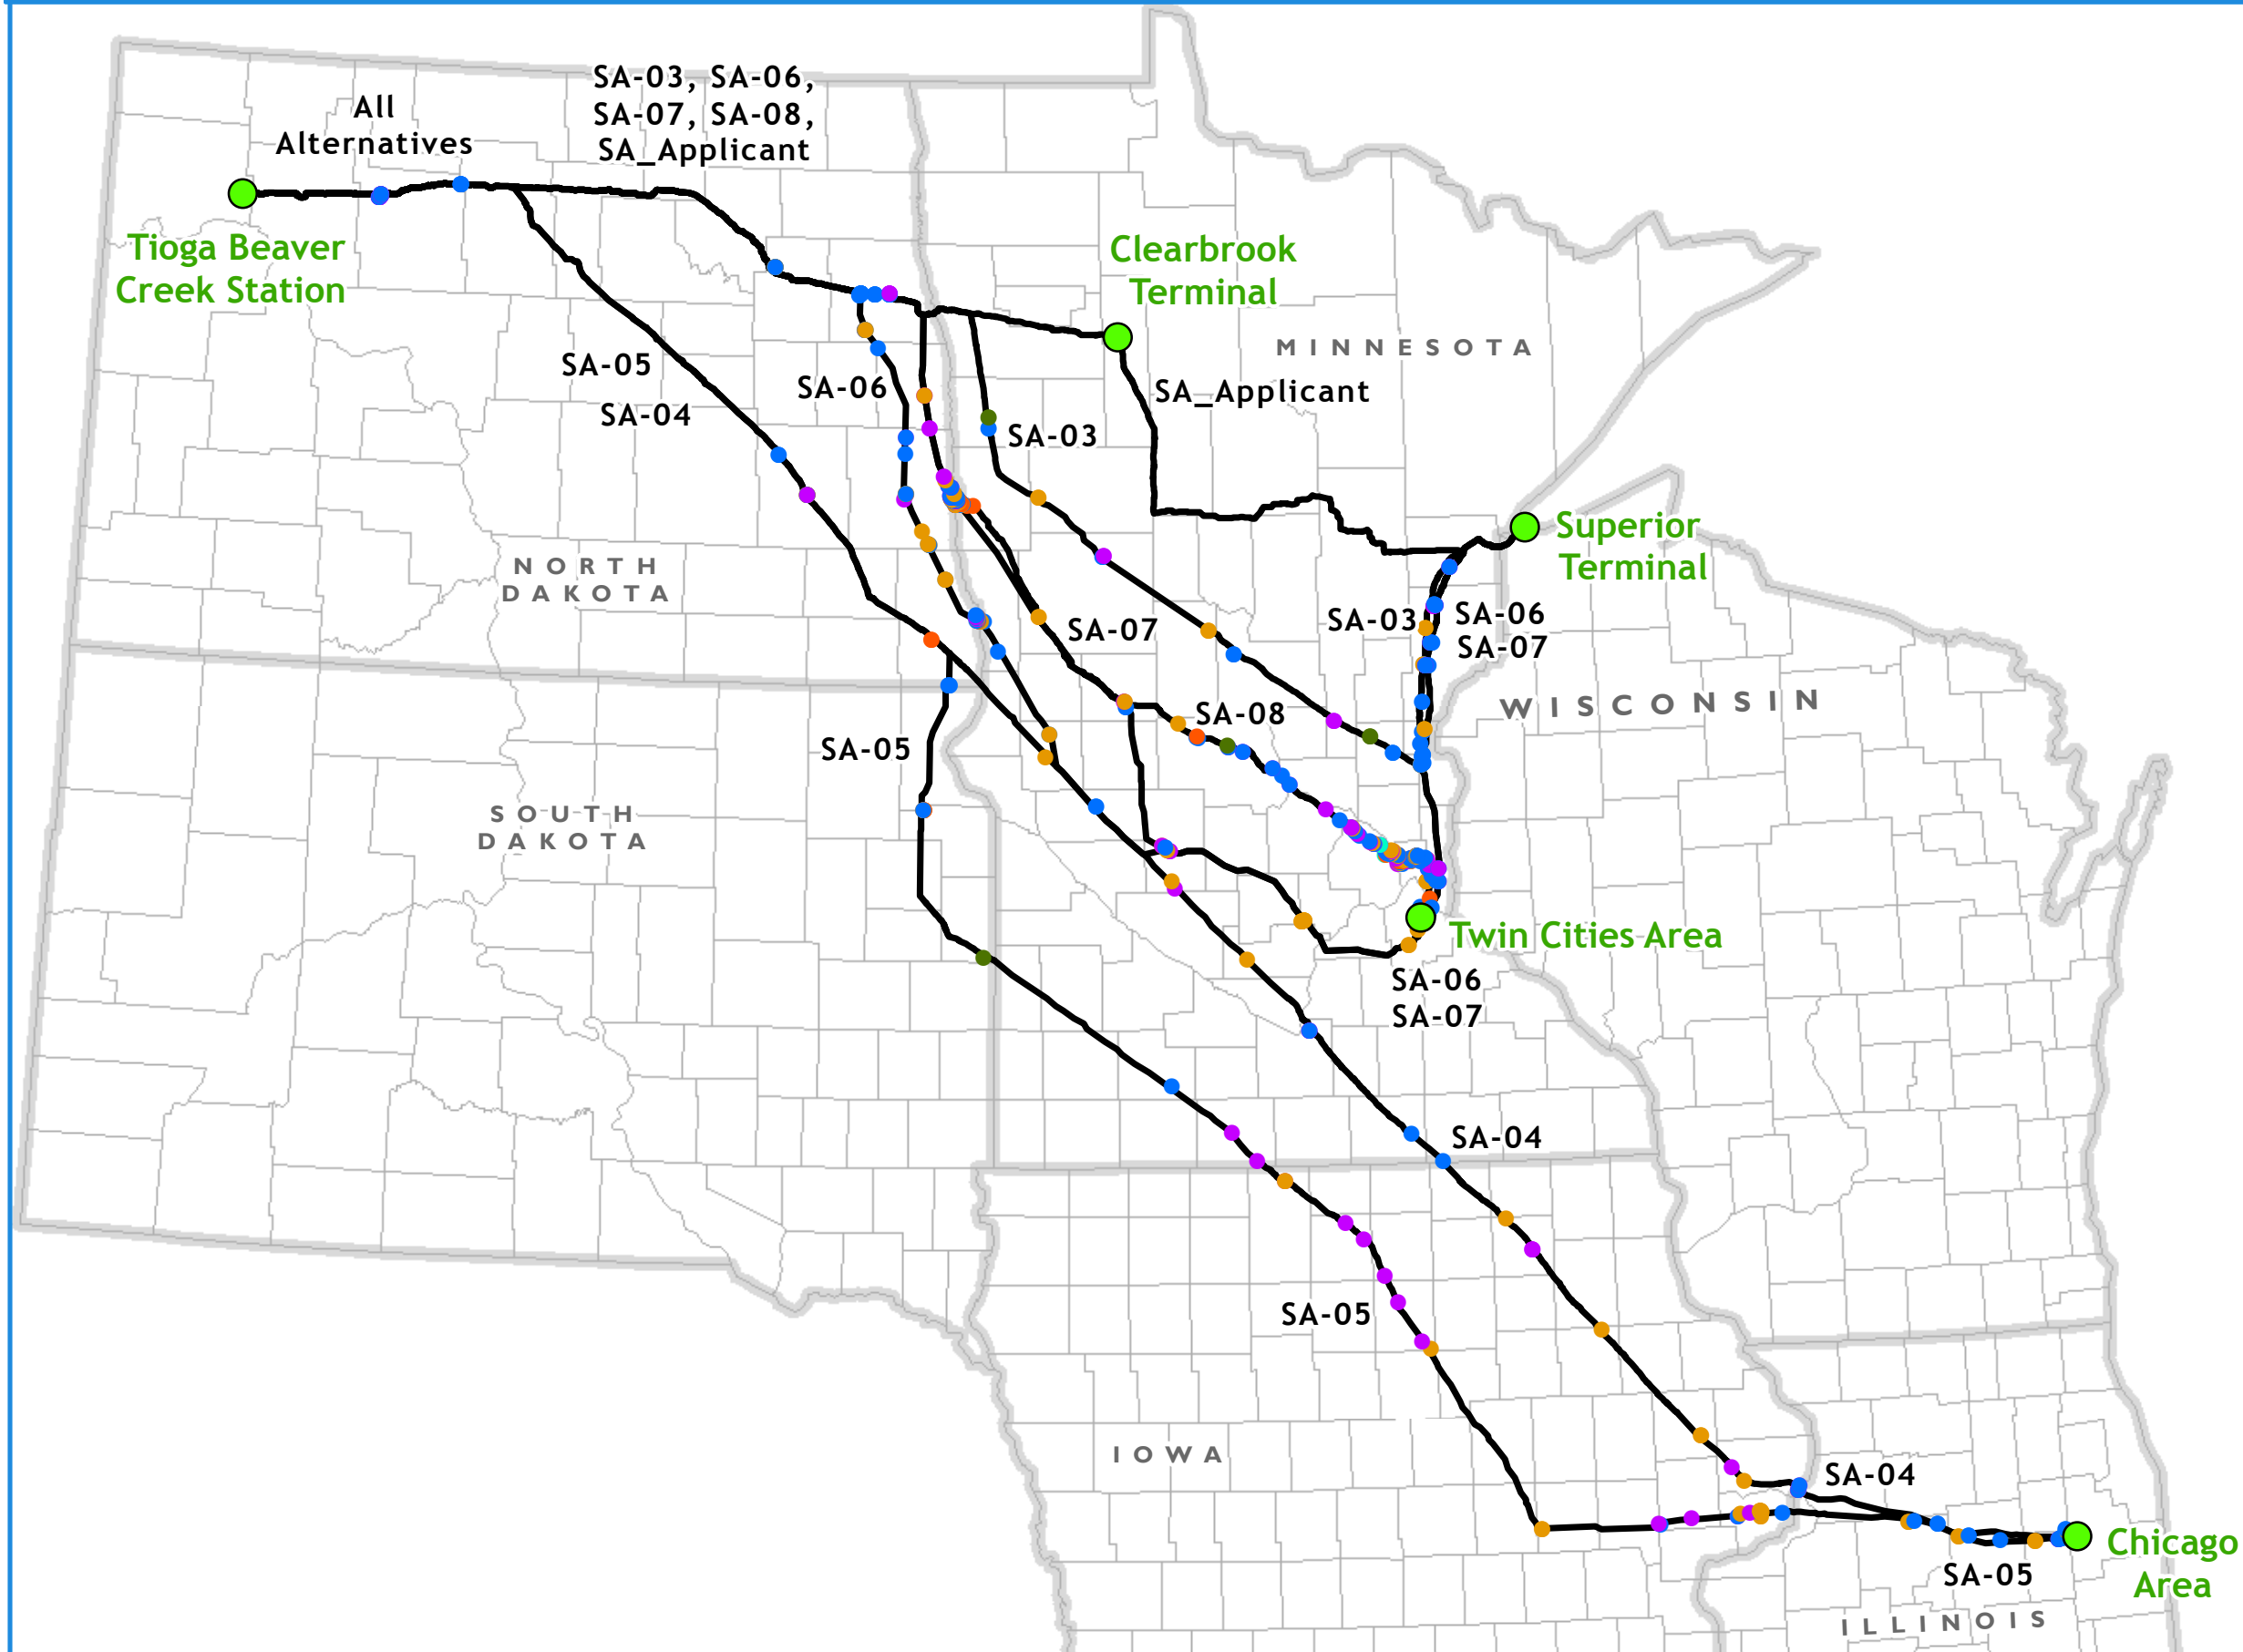 SA-03, SA-06,
SA-07, SA-08,
SA_Applicant
All
Alternatives
Tioga Beaver
Creek Station
Clearbrook
Terminal
MINNESOTA
SA-05
SA-04
SA-06
SA_Applicant
SA-03
Superior
Terminal
NORTH
DAKOTA
SA-03
SA-06
SA-07
SA-07
WISCONSIN
SA-08
SA-05
SOUTH
DAKOTA
Twin Cities Area
SA-06
SA-07
SA-04
SA-05
IOWA
SA-04
Chicago
Area
SA-05
ILLINOIS